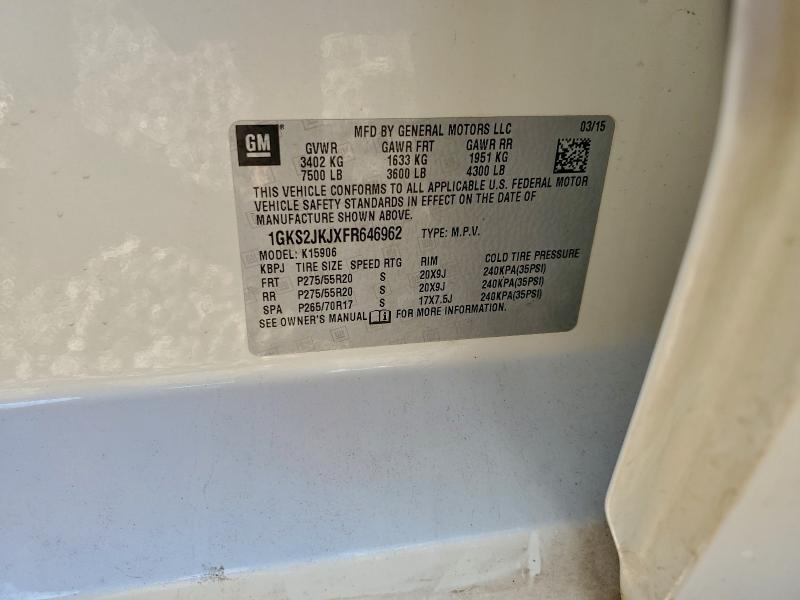 GM ® MFD BY GENERAL MOTORS LLC 03/15
GVWR GAWR FRT GAWR RR
3402 KG 1633 KG 1951 KG
7500 LB 3600 LB 4300 LB
THIS VEHICLE CONFORMS TO ALL APPLICABLE U.S. FEDERAL MOTOR
VEHICLE SAFETY STANDARDS IN EFFECT ON THE DATE OF
MANUFACTURE SHOWN ABOVE.
1GKS2JKJXFR646962 TYPE: M.P.V.
MODEL: K15906
KBPJ TIRE SIZE SPEED RTG RIM COLD TIRE PRESSURE
FRT P275/55R20 S 20X9J 240KPA(35PSI)
RR P275/55R20 S 20X9J 240KPA(35PSI)
SPA P265/70R17 S 17X7.5J 240KPA(35PSI)
SEE OWNER'S MANUAL i FOR MORE INFORMATION.